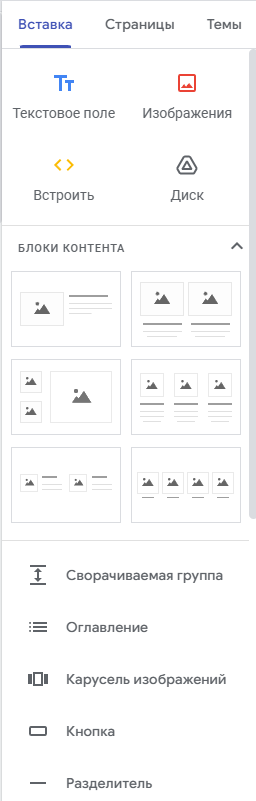 Вставка Страницы Темы
Текстовое поле Изображения
Встроить Диск
БЛОКИ КОНТЕНТА
Сворачиваемая группа
Оглавление
Карусель изображений
Кнопка
Разделитель